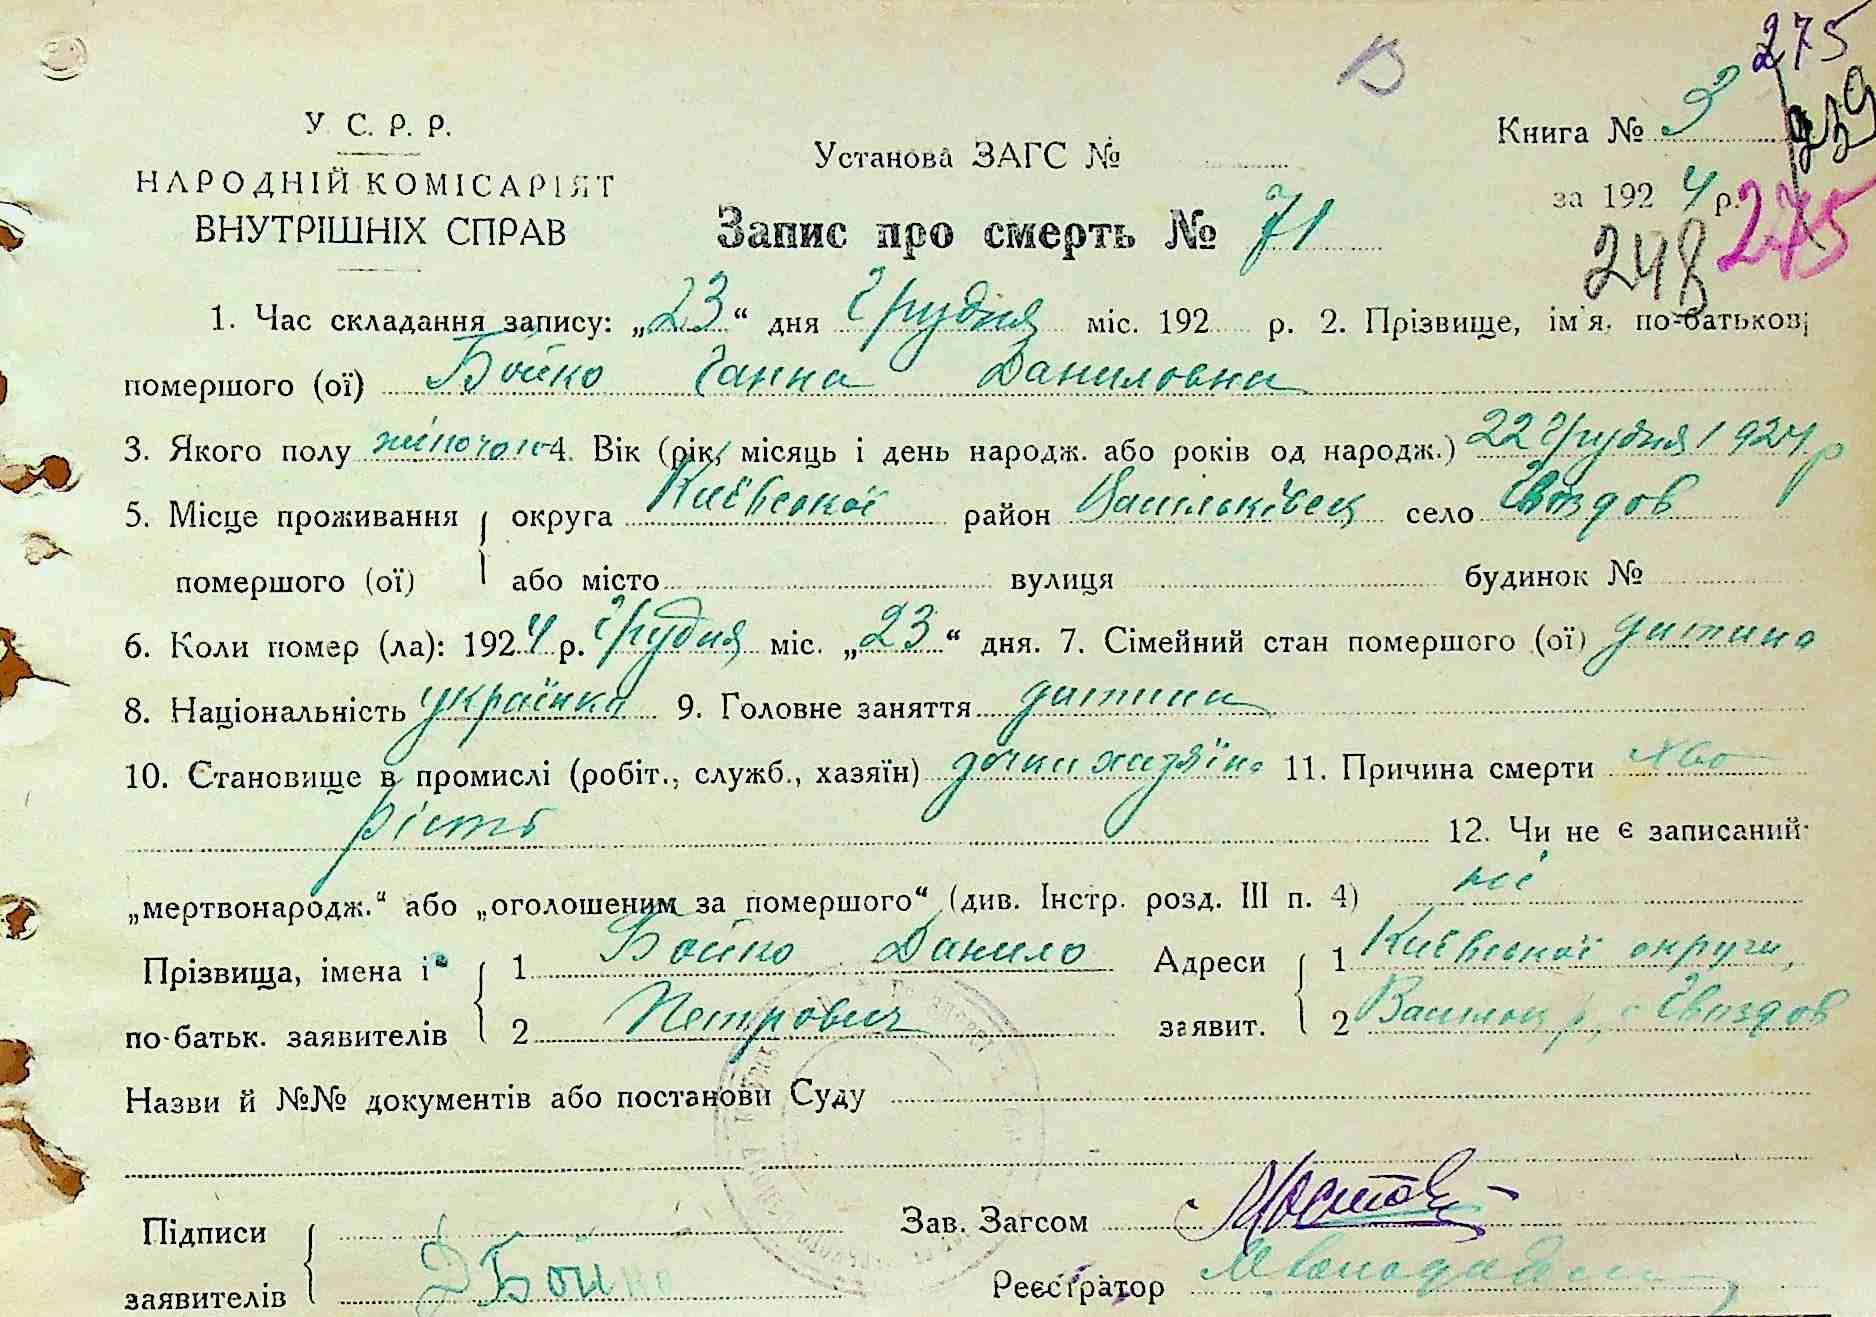 В
275
239
У С. Р. Р.
НАРОДНІЙ КОМІСАРІЯТ
ВНУТРІШНІХ СПРАВ
Установа ЗАГС №
Книга № 3
за 1924 р. 275
248
Запис про смерть № 71
1. Час складання запису: „23“ дня Грудня міс. 192 р. 2. Прізвище, ім'я, по-батькові
помершого (ої) Бойко Ганна Даниловна
3. Якого полу жіночого 4. Вік (рік, місяць і день народж. або років од народж.) 22 Грудня 1924 р
5. Місце проживання округа Київської район Васильківськ село Гвоздов
помершого (ої) або місто вулиця будинок №
6. Коли помер (ла): 1924 р. Грудня міс. „23“ дня. 7. Сімейний стан помершого (ої) дитина
8. Національність українка 9. Головне заняття дитина
10. Становище в промислі (робіт., служб., хазяїн) дочка хазяїна 11. Причина смерти хво
рість 12. Чи не є записаний
„мертвонародж.“ або „оголошеним за помершого“ (див. Інстр. розд. III п. 4) ні
Прізвища, імена і 1 Бойко Данило Адреси 1 Київської округи,
по-батьк. заявителів 2 Петрович заявит. 2 Васильк р, с Гвоздов
Назви й №№ документів або постанови Суду
Підписи Зав. Загсом
заявителів Д Бойко Реєстратор